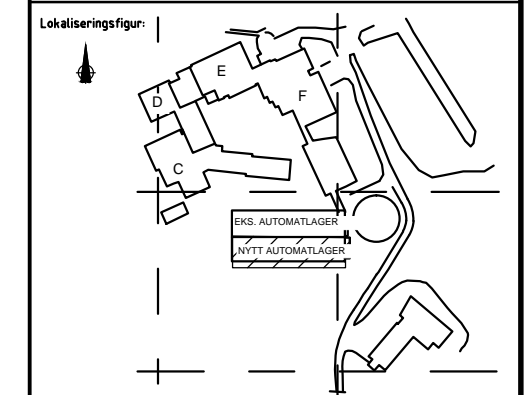 Lokaliseringsfigur:
E
D
F
C
EKS. AUTOMATLAGER
NYTT AUTOMATLAGER